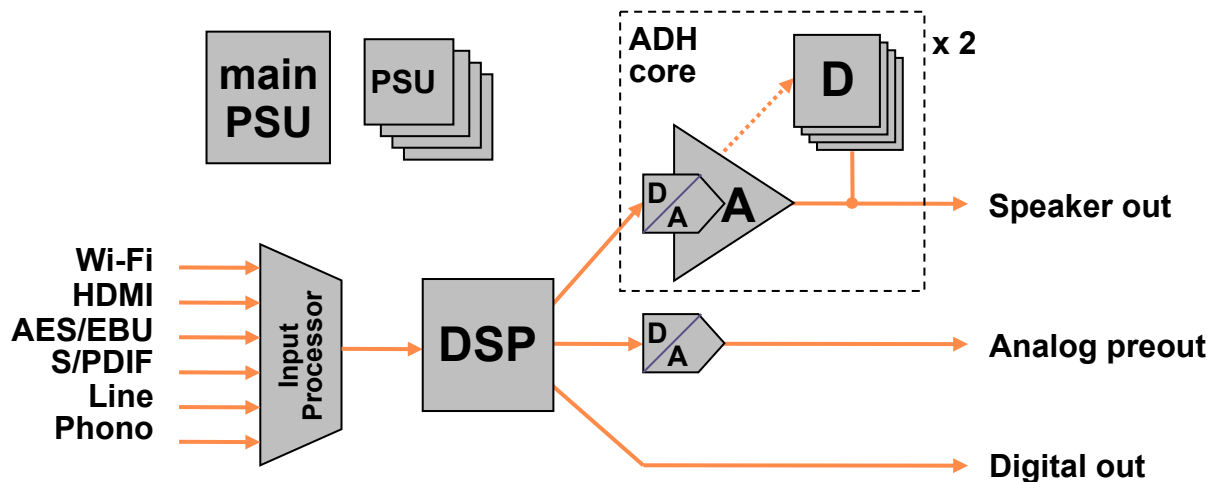 main
PSU
PSU
ADH
core
x 2
D
D
A
A
Speaker out
Wi-Fi
HDMI
AES/EBU
S/PDIF
Line
Phono
Input
Processor
DSP
D
A
Analog preout
Digital out